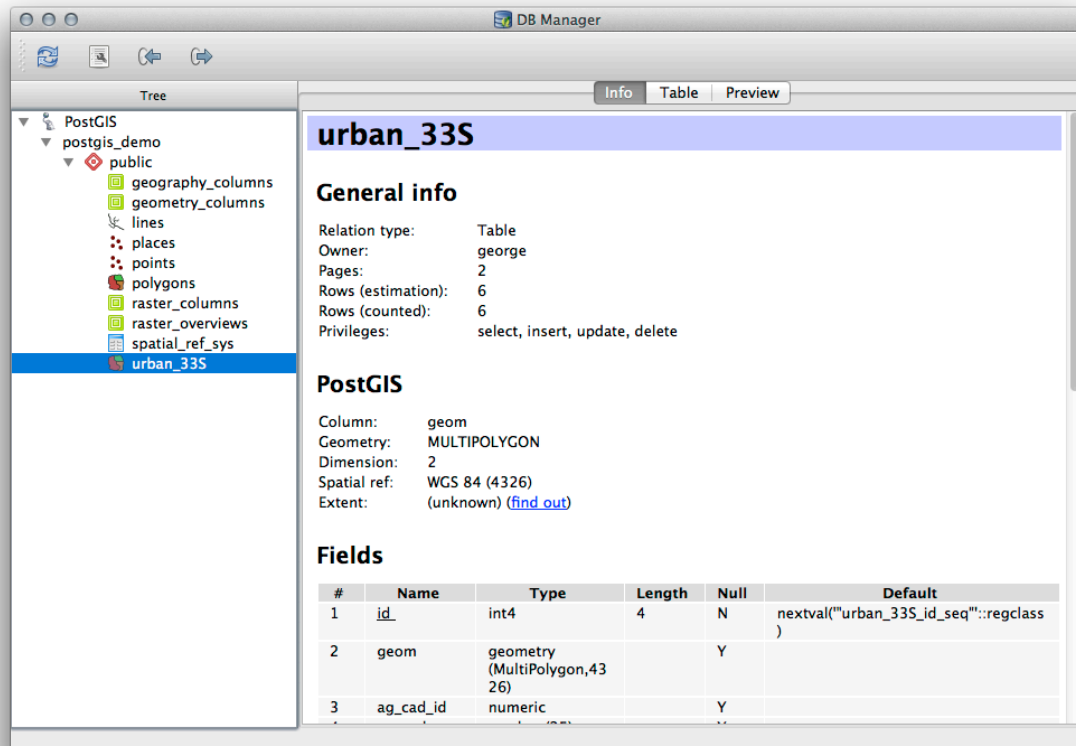 DB Manager
Tree
Info Table Preview
PostGIS
postgis_demo
public
geography_columns
geometry_columns
lines
places
points
polygons
raster_columns
raster_overviews
spatial_ref_sys
urban_33S
urban_33S
General info
Relation type: Table
Owner: george
Pages: 2
Rows (estimation): 6
Rows (counted): 6
Privileges: select, insert, update, delete
PostGIS
Column: geom
Geometry: MULTIPOLYGON
Dimension: 2
Spatial ref: WGS 84 (4326)
Extent: (unknown) (find out)
Fields
# Name Type Length Null Default
1 id int4 4 N nextval('"urban_33S_id_seq"'::regclass
)
2 geom geometry Y
(MultiPolygon,43
26)
3 ag_cad_id numeric Y